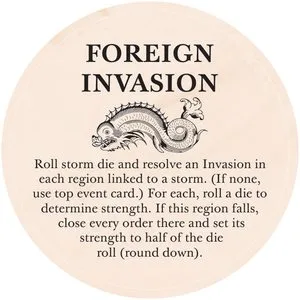 FOREIGN
INVASION
Roll storm die and resolve an Invasion in
each region linked to a storm. (If none,
use top event card.) For each, roll a die to
determine strength. If this region falls,
close every order there and set its
strength to half of the die
roll (round down).